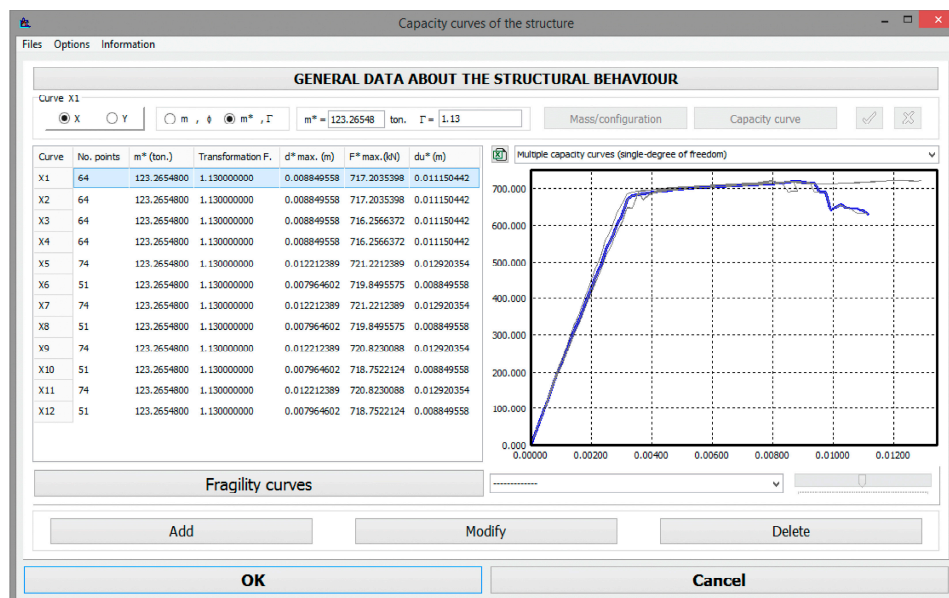 Capacity curves of the structure
Files Options Information
GENERAL DATA ABOUT THE STRUCTURAL BEHAVIOUR
Curve X1
X Y m , ϕ m* , Γ m* = 123.26548 ton. Γ = 1.13 Mass/configuration Capacity curve
Curve No. points m* (ton.) Transformation F. d* max. (m) F* max.(kN) du* (m)
X1 64 123.2654800 1.130000000 0.008849558 717.2035398 0.011150442
X2 64 123.2654800 1.130000000 0.008849558 717.2035398 0.011150442
X3 64 123.2654800 1.130000000 0.008849558 716.2566372 0.011150442
X4 64 123.2654800 1.130000000 0.008849558 716.2566372 0.011150442
X5 74 123.2654800 1.130000000 0.012212389 721.2212389 0.012920354
X6 51 123.2654800 1.130000000 0.007964602 719.8495575 0.008849558
X7 74 123.2654800 1.130000000 0.012212389 721.2212389 0.012920354
X8 51 123.2654800 1.130000000 0.007964602 719.8495575 0.008849558
X9 74 123.2654800 1.130000000 0.012212389 720.8230088 0.012920354
X10 51 123.2654800 1.130000000 0.007964602 718.7522124 0.008849558
X11 74 123.2654800 1.130000000 0.012212389 720.8230088 0.012920354
X12 51 123.2654800 1.130000000 0.007964602 718.7522124 0.008849558
Multiple capacity curves (single-degree of freedom)
700.000
600.000
500.000
400.000
300.000
200.000
100.000
0.000
0.00000 0.00200 0.00400 0.00600 0.00800 0.01000 0.01200
Fragility curves
-------------
Add Modify Delete
OK Cancel